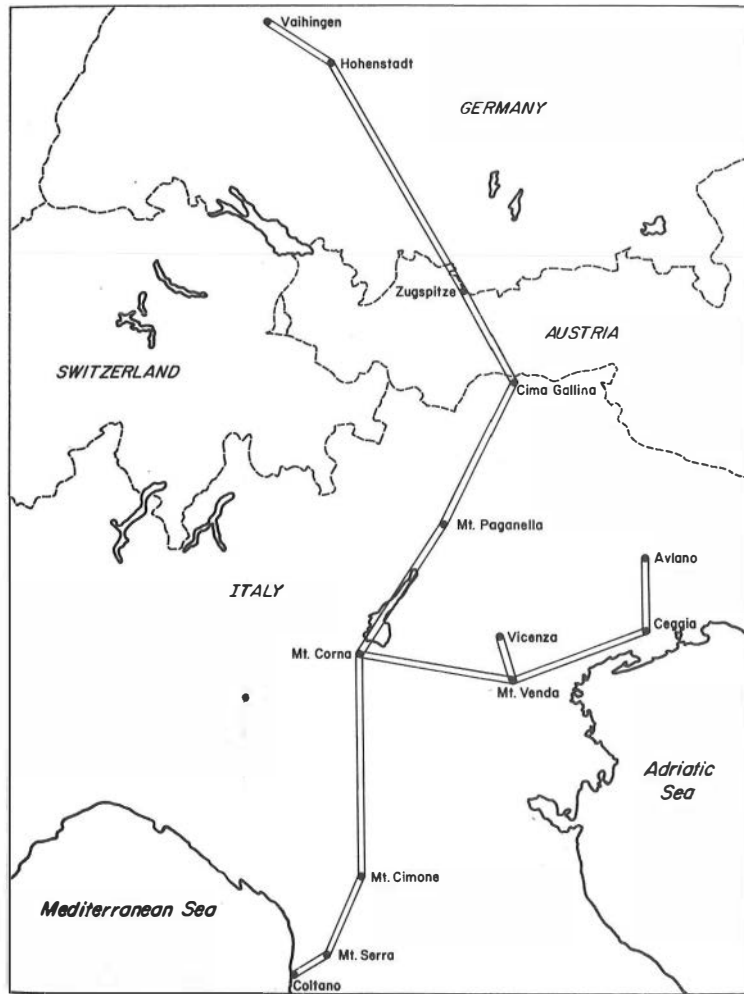 Vaihingen
Hohenstadt
GERMANY
Zugspitze
AUSTRIA
SWITZERLAND
Cima Gallina
Mt. Paganella
Aviano
ITALY
Ceggia
Vicenza
Mt. Corna
Mt. Venda
Adriatic
Sea
Mt. Cimone
Mediterranean Sea
Mt. Serra
Coltano